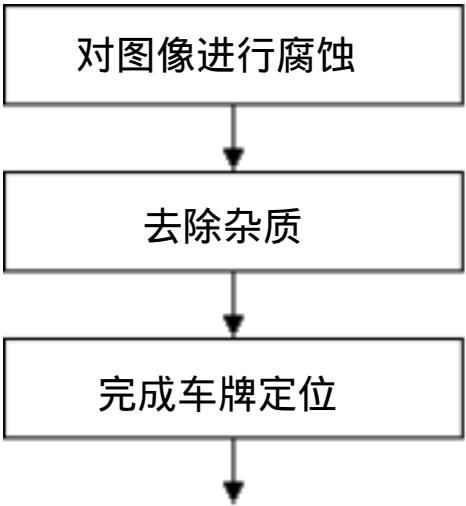 对图像进行腐蚀
去除杂质
完成车牌定位